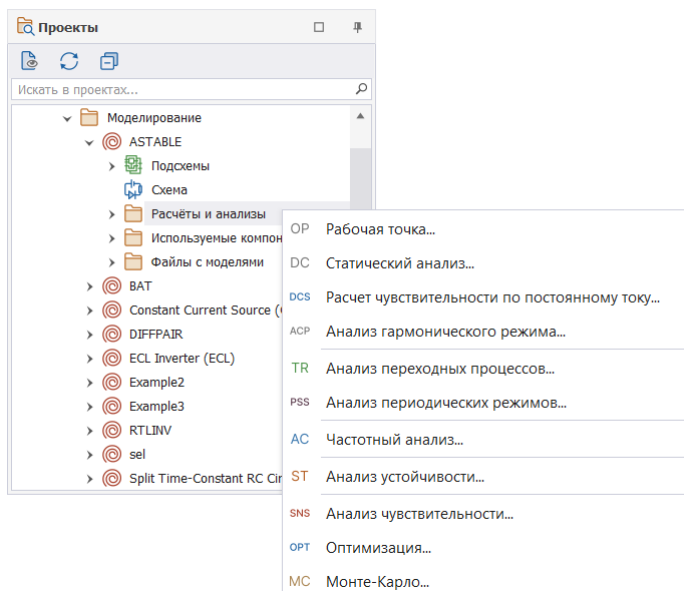 Проекты
Искать в проектах...
Моделирование
ASTABLE
Подсхемы
Схема
Расчёты и анализы
Используемые компон
Файлы с моделями
BAT
Constant Current Source (
DIFFPAIR
ECL Inverter (ECL)
Example2
Example3
RTLINV
sel
Split Time-Constant RC Cir
OP Рабочая точка...
DC Статический анализ...
DCS Расчет чувствительности по постоянному току...
ACP Анализ гармонического режима...
TR Анализ переходных процессов...
PSS Анализ периодических режимов...
AC Частотный анализ...
ST Анализ устойчивости...
SNS Анализ чувствительности...
OPT Оптимизация...
MC Монте-Карло...